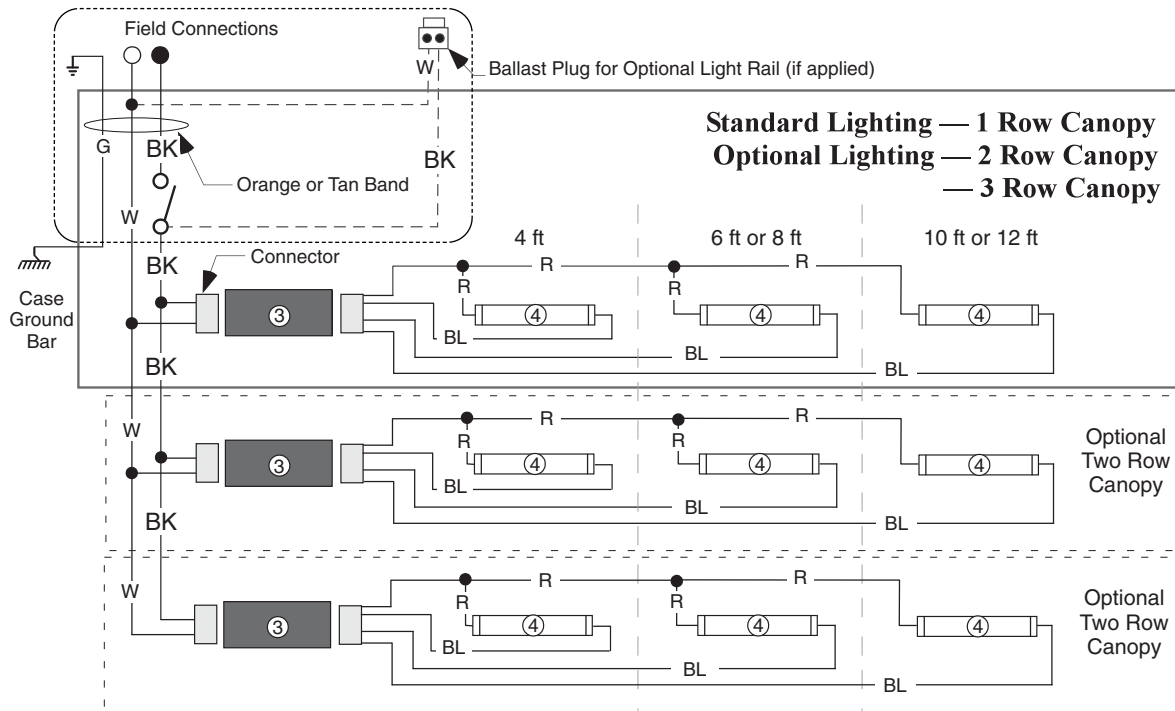 Field Connections
W
Ballast Plug for Optional Light Rail (if applied)
Standard Lighting — 1 Row Canopy
Optional Lighting — 2 Row Canopy
— 3 Row Canopy
G
BK
BK
Orange or Tan Band
W
4 ft
6 ft or 8 ft
10 ft or 12 ft
BK
Connector
R
R
R
R
Case
Ground
Bar
3
4
4
4
BL
BL
BL
BK
W
R
R
R
R
3
4
4
4
BL
BL
BL
Optional
Two Row
Canopy
BK
W
R
R
R
R
3
4
4
4
BL
BL
BL
Optional
Two Row
Canopy